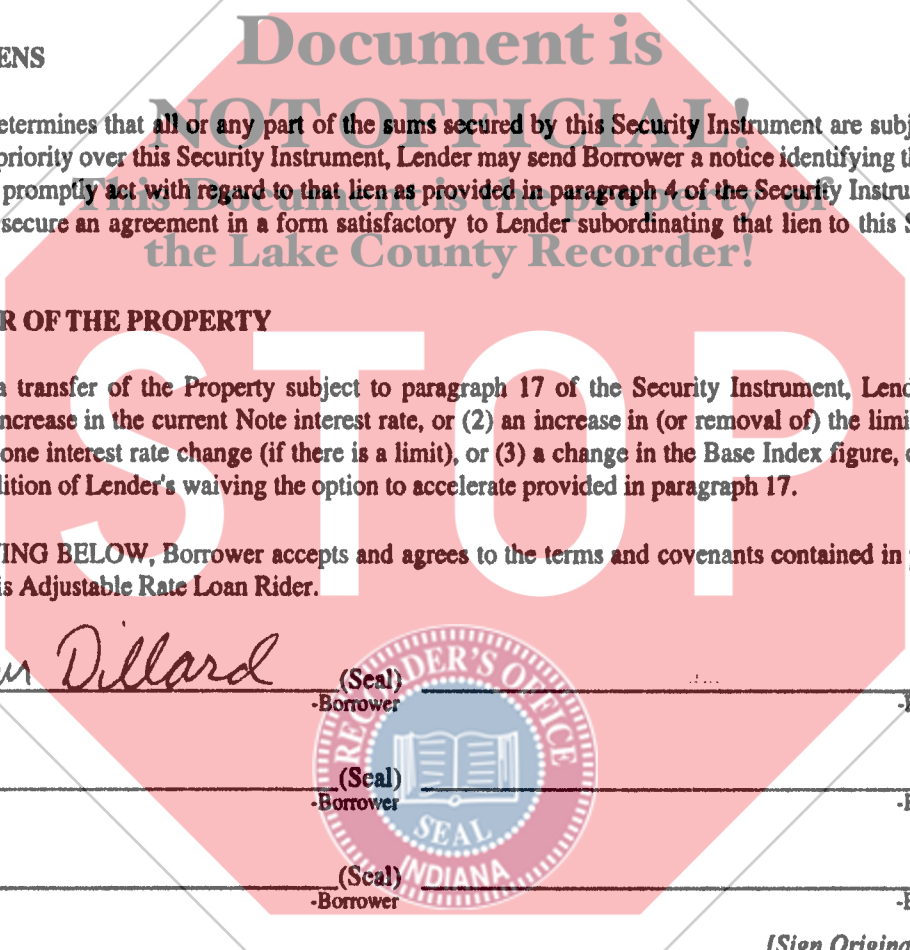 Document is
NOT OFFICIAL!
This Document is the Property of
the Lake County Recorder!
STOP
ENS
etermines that all or any part of the sums secured by this Security Instrument are subj
priority over this Security Instrument, Lender may send Borrower a notice identifying t
promptly act with regard to that lien as provided in paragraph 4 of the Security Instru
secure an agreement in a form satisfactory to Lender subordinating that lien to this S
R OF THE PROPERTY
a transfer of the Property subject to paragraph 17 of the Security Instrument, Lend
ncrease in the current Note interest rate, or (2) an increase in (or removal of) the limi
one interest rate change (if there is a limit), or (3) a change in the Base Index figure,
lition of Lender's waiving the option to accelerate provided in paragraph 17.
ING BELOW, Borrower accepts and agrees to the terms and covenants contained in
is Adjustable Rate Loan Rider.
Dillard (Seal)
-Borrower
(Seal)
-Borrower
(Seal)
-Borrower
RECORDER'S OFFICE
SEAL
INDIANA
[Sign Origina